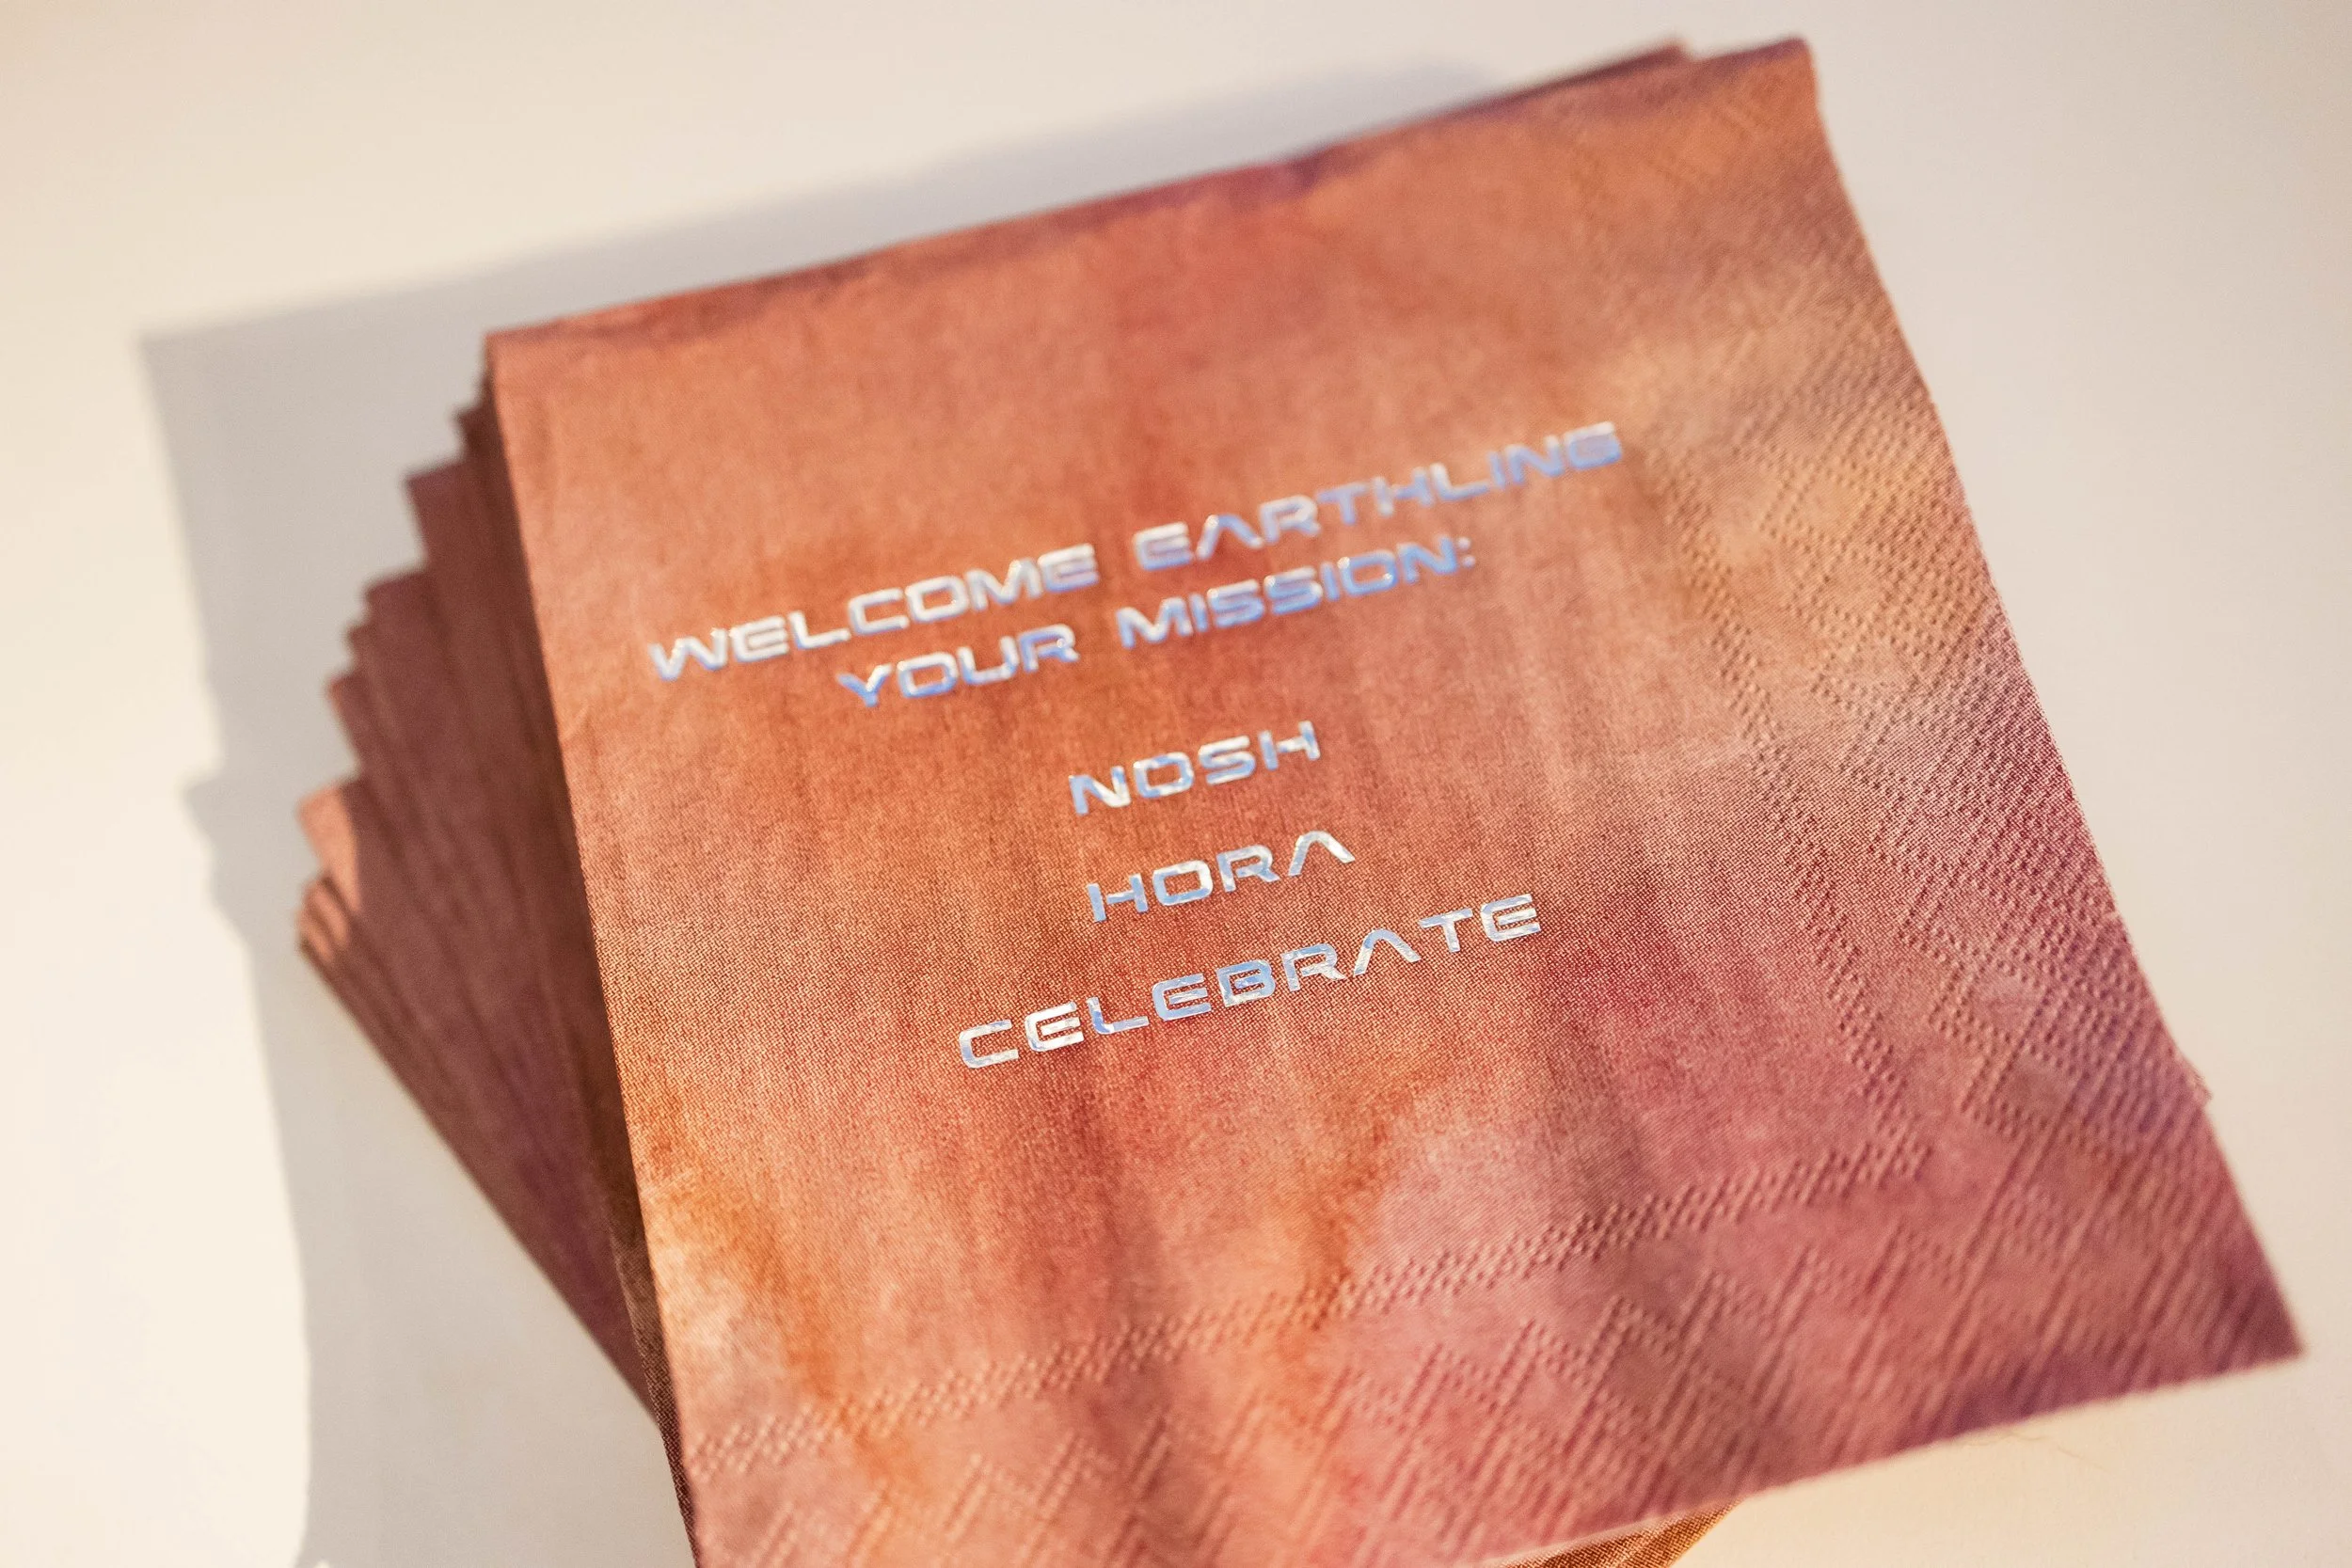 WELCOME EARTHLING
YOUR MISSION:
NOSH
HORA
CELEBRATE